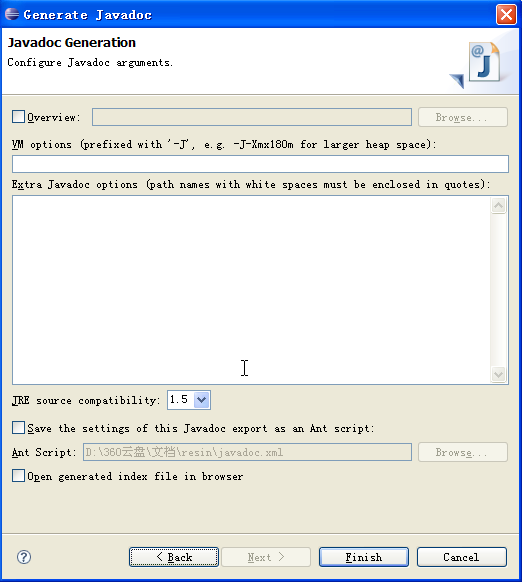 Generate Javadoc
Javadoc Generation
Configure Javadoc arguments.
@
J
Overview:
Browse...
VM options (prefixed with '-J', e.g. -J-Xmx180m for larger heap space):
Extra Javadoc options (path names with white spaces must be enclosed in quotes):
JRE source compatibility: 1.5
Save the settings of this Javadoc export as an Ant script:
Ant Script: D:\360云盘\文档\resin\javadoc.xml Browse...
Open generated index file in browser
? < Back Next > Finish Cancel